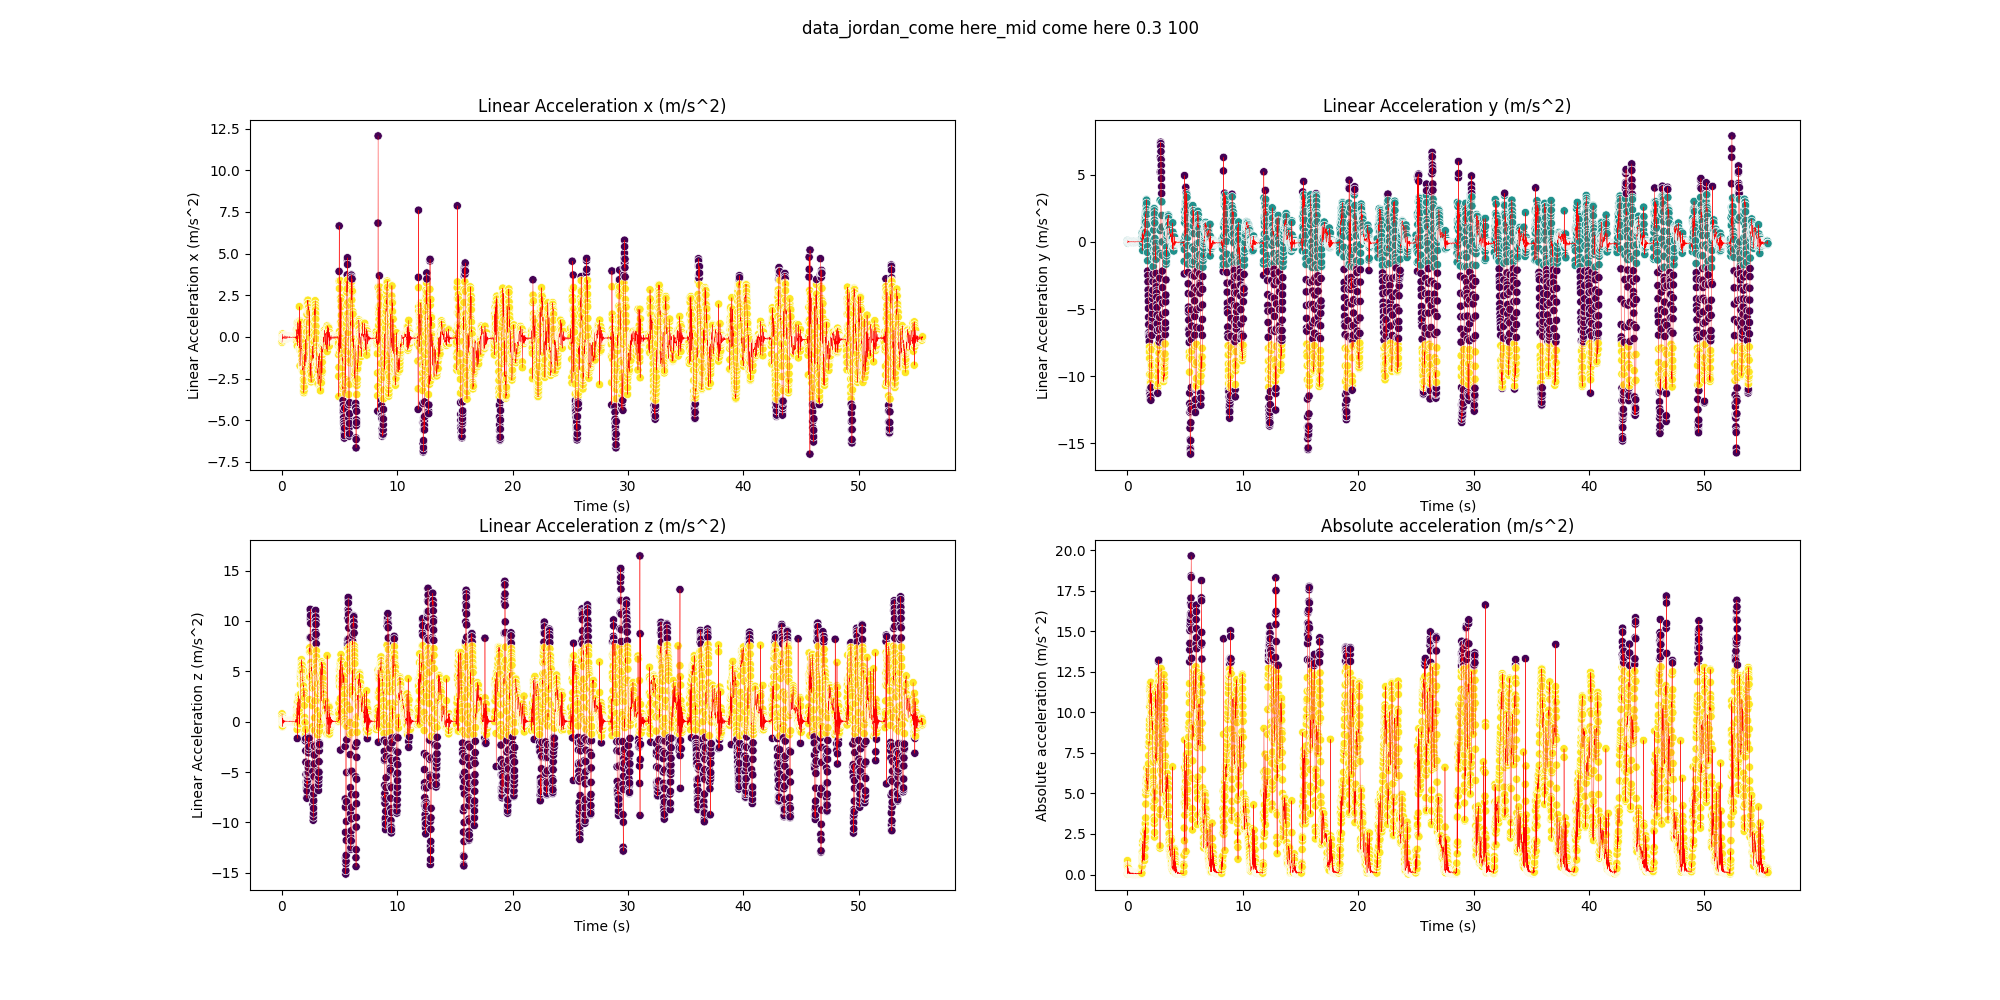 data_jordan_come here_mid come here 0.3 100
Linear Acceleration x (m/s^2)
Linear Acceleration x (m/s^2)
12.5
10.0
7.5
5.0
2.5
0.0
−2.5
−5.0
−7.5
0 10 20 30 40 50
Time (s)
Linear Acceleration y (m/s^2)
Linear Acceleration y (m/s^2)
5
0
−5
−10
−15
0 10 20 30 40 50
Time (s)
Linear Acceleration z (m/s^2)
Linear Acceleration z (m/s^2)
15
10
5
0
−5
−10
−15
0 10 20 30 40 50
Time (s)
Absolute acceleration (m/s^2)
Absolute acceleration (m/s^2)
20.0
17.5
15.0
12.5
10.0
7.5
5.0
2.5
0.0
0 10 20 30 40 50
Time (s)